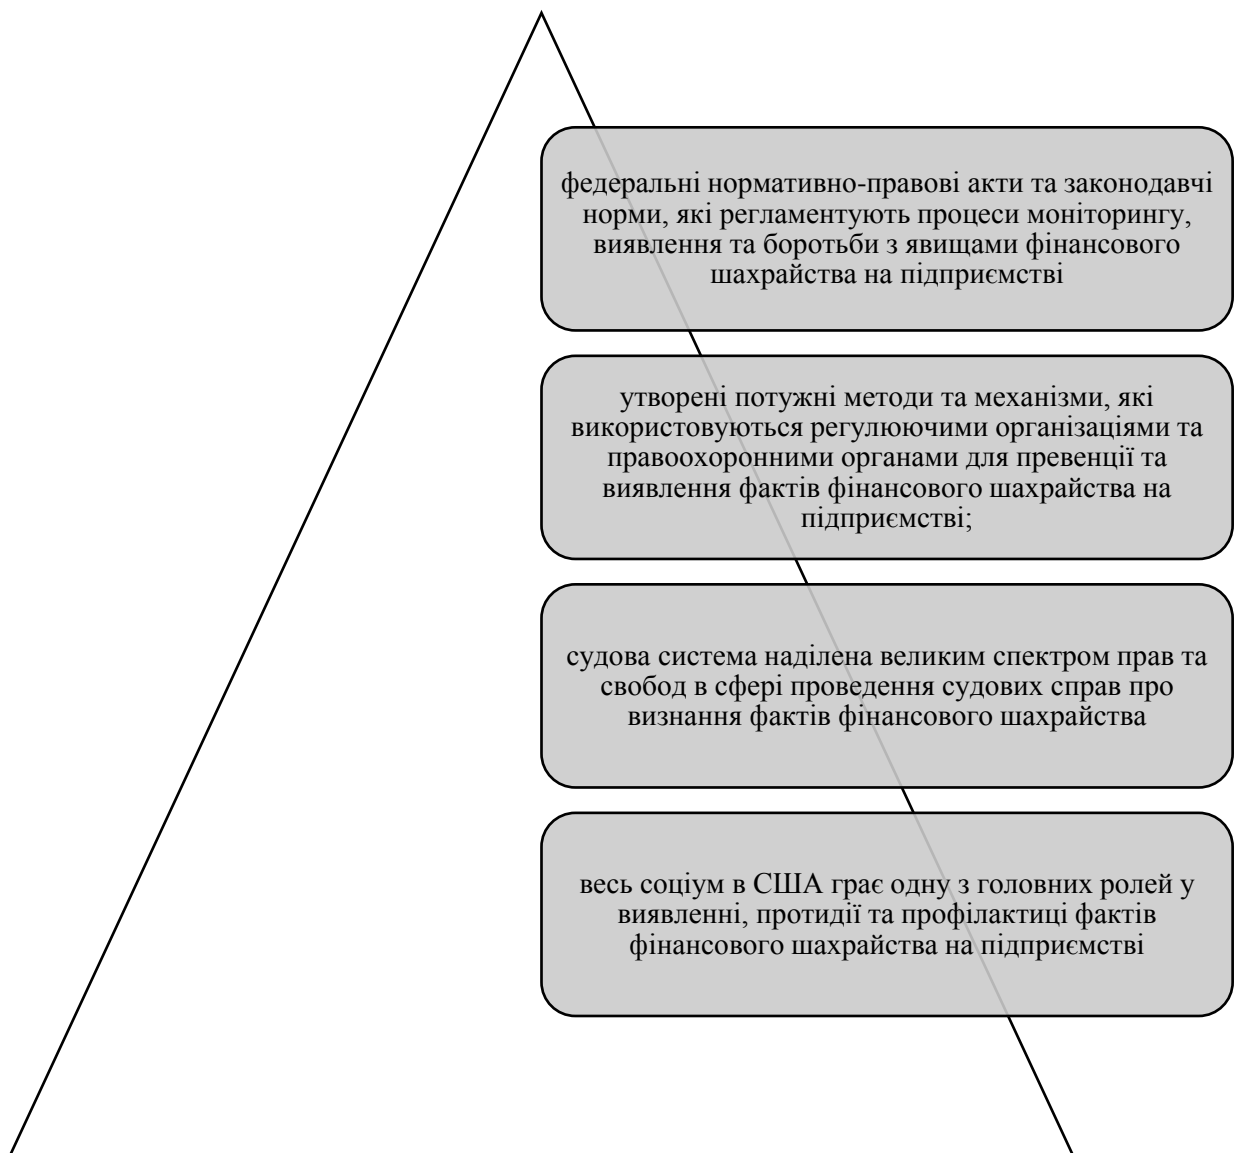 федеральні нормативно-правові акти та законодавчі
норми, які регламентують процеси моніторингу,
виявлення та боротьби з явищами фінансового
шахрайства на підприємстві
утворені потужні методи та механізми, які
використовуються регулюючими організаціями та
правоохоронними органами для превенції та
виявлення фактів фінансового шахрайства на
підприємстві;
судова система наділена великим спектром прав та
свобод в сфері проведення судових справ про
визнання фактів фінансового шахрайства
весь соціум в США грає одну з головних ролей у
виявленні, протидії та профілактиці фактів
фінансового шахрайства на підприємстві